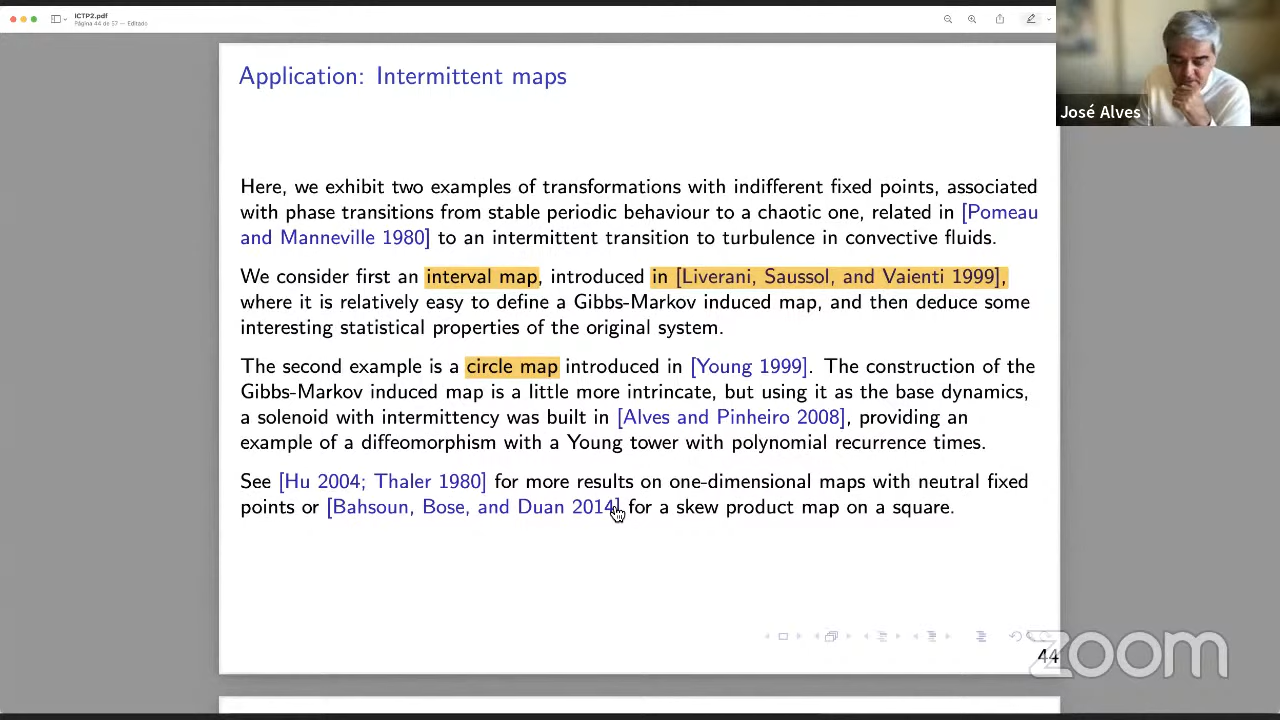 ICTP2.pdf
Página 44 de 57 — Editado
José Alves
Application: Intermittent maps
Here, we exhibit two examples of transformations with indifferent fixed points, associated
with phase transitions from stable periodic behaviour to a chaotic one, related in [Pomeau
and Manneville 1980] to an intermittent transition to turbulence in convective fluids.
We consider first an interval map, introduced in [Liverani, Saussol, and Vaienti 1999],
where it is relatively easy to define a Gibbs-Markov induced map, and then deduce some
interesting statistical properties of the original system.
The second example is a circle map introduced in [Young 1999]. The construction of the
Gibbs-Markov induced map is a little more intrincate, but using it as the base dynamics,
a solenoid with intermittency was built in [Alves and Pinheiro 2008], providing an
example of a diffeomorphism with a Young tower with polynomial recurrence times.
See [Hu 2004; Thaler 1980] for more results on one-dimensional maps with neutral fixed
points or [Bahsoun, Bose, and Duan 2014] for a skew product map on a square.
44
zoom